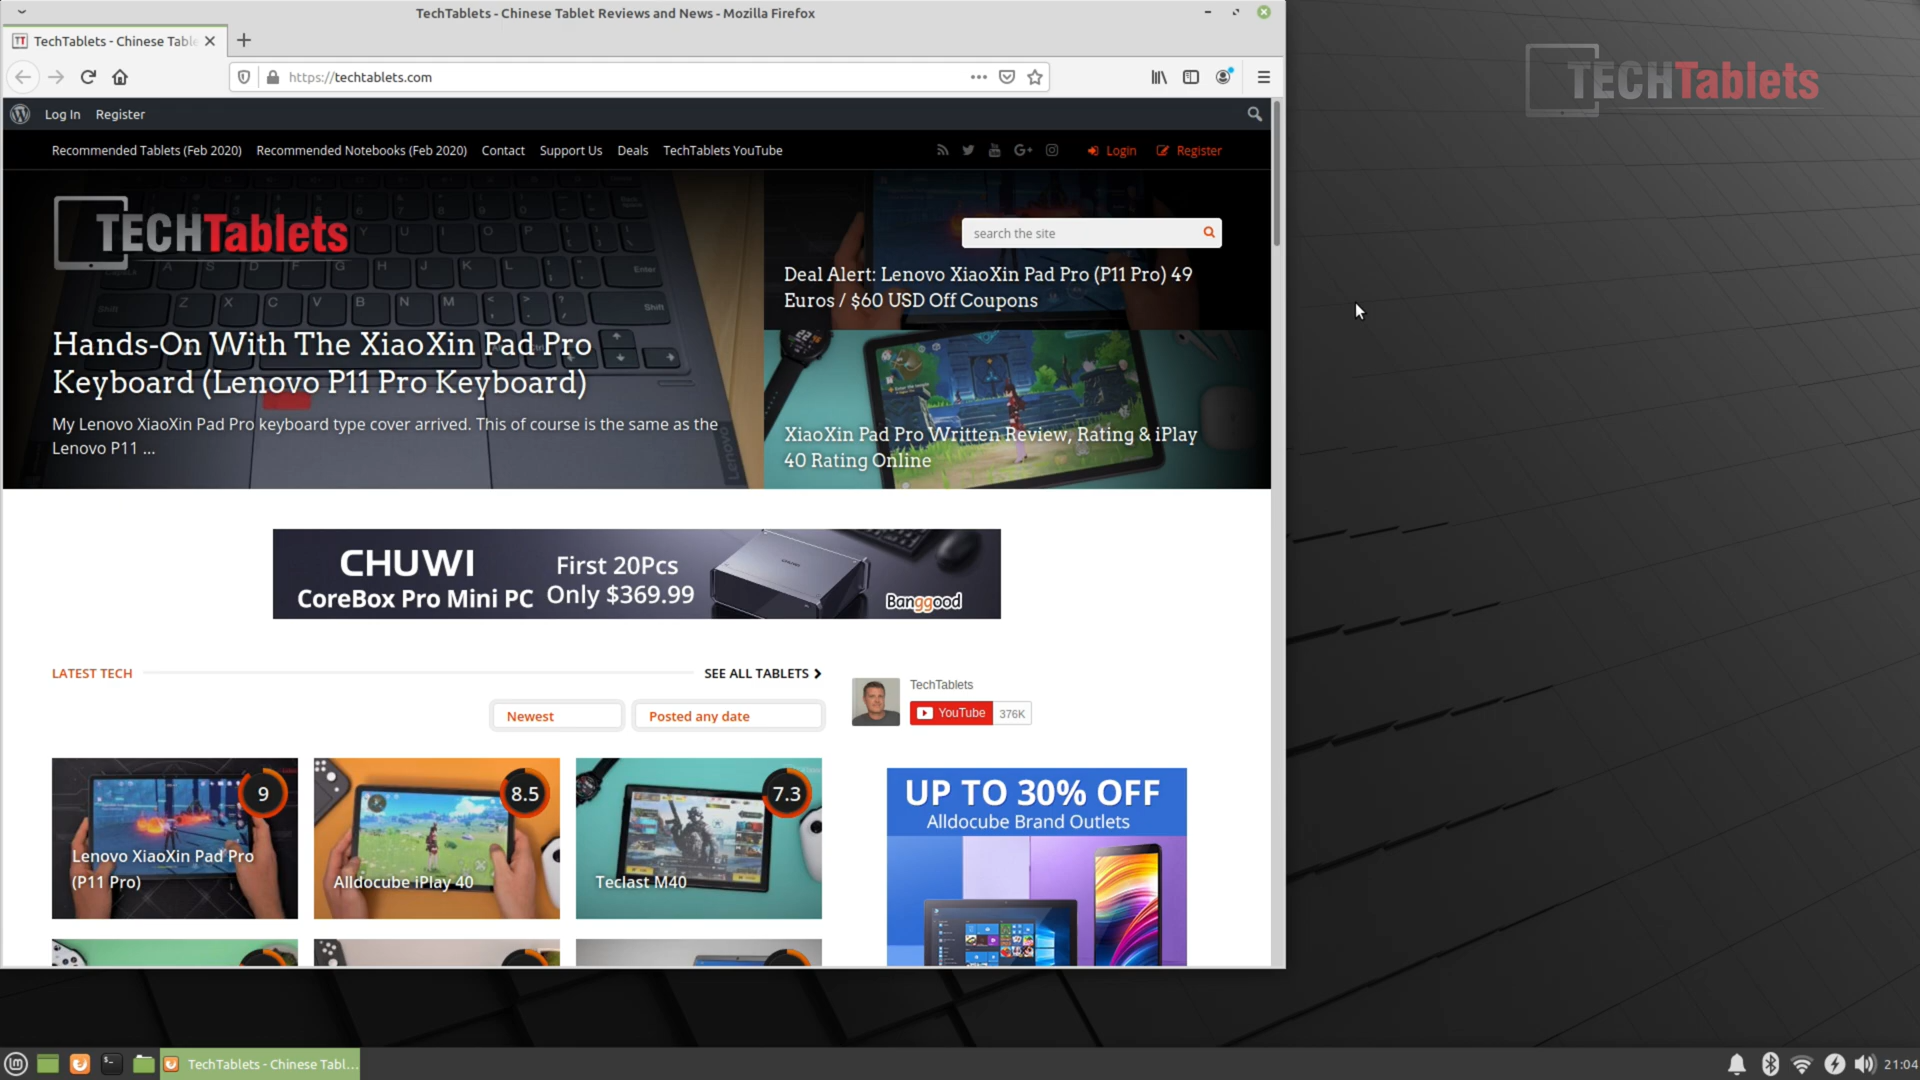 TechTablets - Chinese Tablet Reviews and News - Mozilla Firefox
TechTablets - Chinese Table
https://techtablets.com
TECHTablets
Log In Register
Recommended Tablets (Feb 2020) Recommended Notebooks (Feb 2020) Contact Support Us Deals TechTablets YouTube
Login Register
TECHTablets
search the site
Deal Alert: Lenovo XiaoXin Pad Pro (P11 Pro) 49
Euros / $60 USD Off Coupons
Hands-On With The XiaoXin Pad Pro
Keyboard (Lenovo P11 Pro Keyboard)
My Lenovo XiaoXin Pad Pro keyboard type cover arrived. This of course is the same as the
Lenovo P11 ...
Lenovo
XiaoXin Pad Pro Written Review, Rating & iPlay
40 Rating Online
CHUWI
CoreBox Pro Mini PC
First 20Pcs
Only $369.99
Banggood
LATEST TECH
SEE ALL TABLETS
Newest
Posted any date
TechTablets
YouTube 376K
9
Lenovo XiaoXin Pad Pro
(P11 Pro)
8.5
Alldocube iPlay 40
7.3
Teclast M40
UP TO 30% OFF
Alldocube Brand Outlets
TechTablets - Chinese Tabl...
21:04